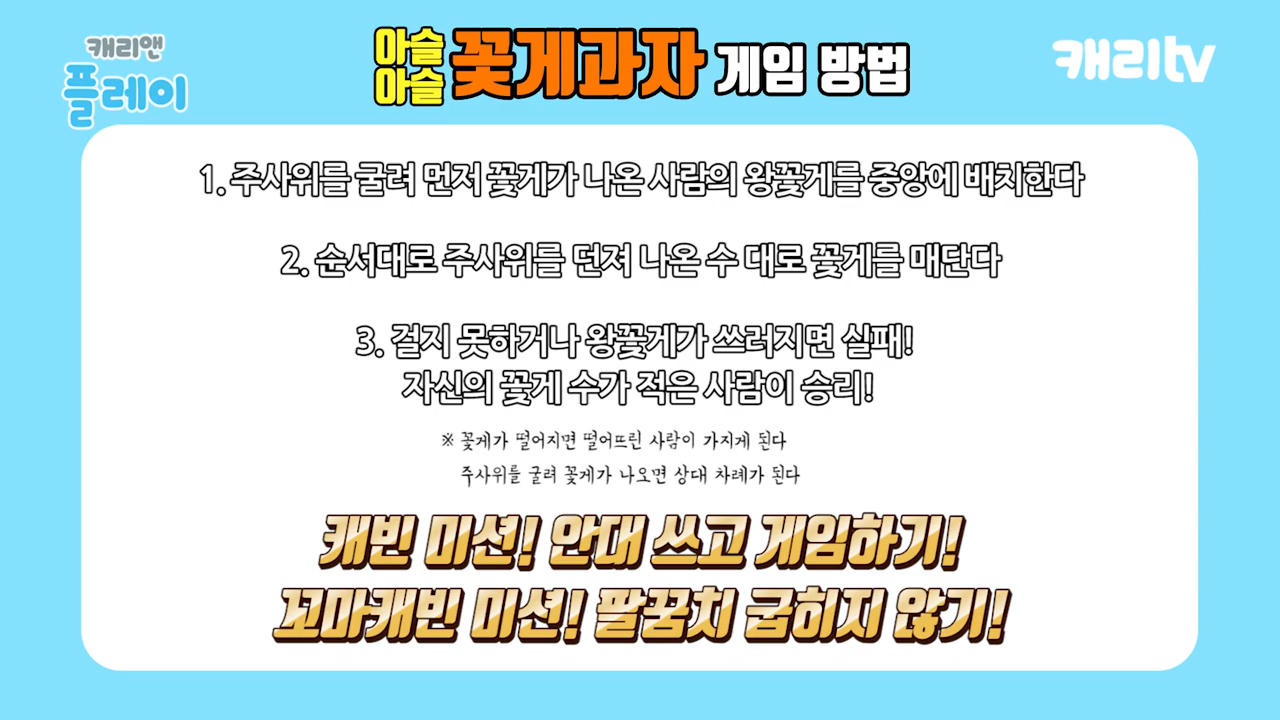 캐리앤
플레이
아슬아슬 꽃게과자 게임 방법
캐리tv
1. 주사위를 굴려 먼저 꽃게가 나온 사람의 왕꽃게를 중앙에 배치한다
2. 순서대로 주사위를 던져 나온 수 대로 꽃게를 매단다
3. 걸지 못하거나 왕꽃게가 쓰러지면 실패!
자신의 꽃게 수가 적은 사람이 승리!
※ 꽃게가 떨어지면 떨어뜨린 사람이 가지게 된다
주사위를 굴려 꽃게가 나오면 상대 차례가 된다
캐빈 미션! 안대 쓰고 게임하기!
꼬마캐빈 미션! 팔꿈치 굽히지 않기!